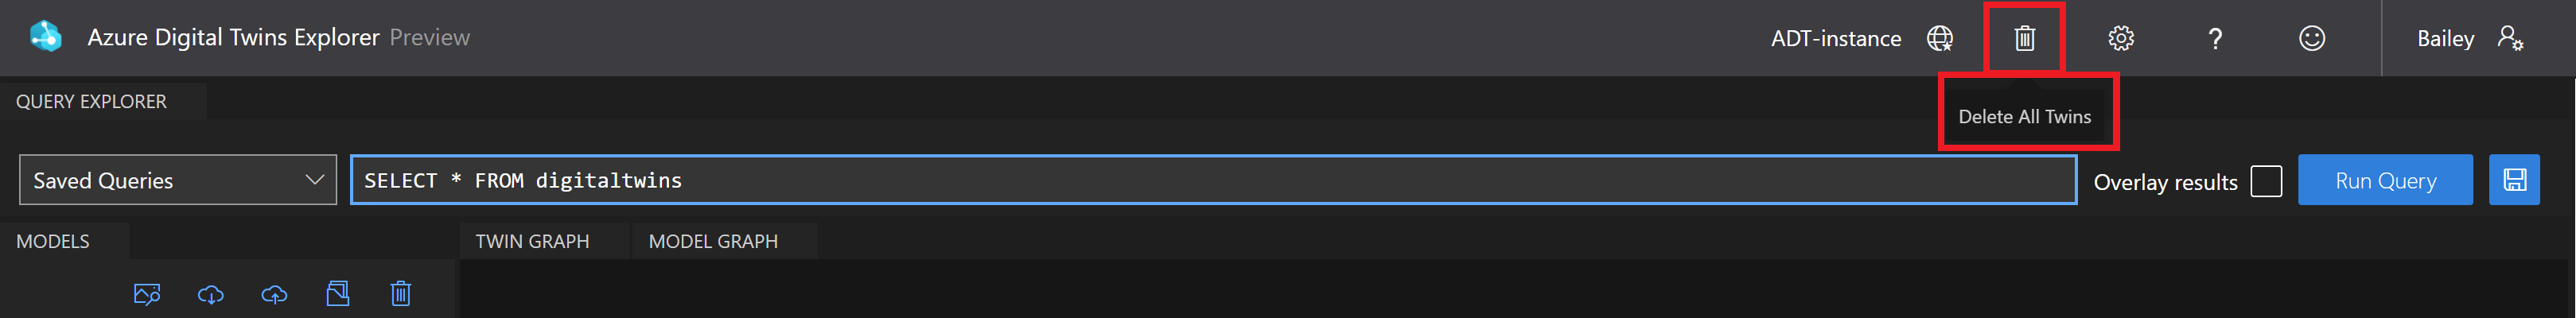 Azure Digital Twins Explorer Preview
ADT-instance
?
Bailey
Delete All Twins
QUERY EXPLORER
Saved Queries
SELECT * FROM digitaltwins
Overlay results
Run Query
MODELS
TWIN GRAPH
MODEL GRAPH